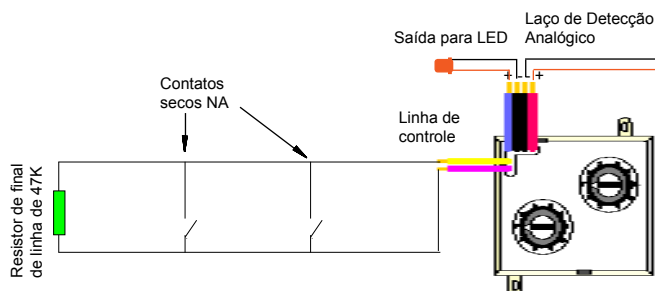 Saída para LED
Laço de Detecção
Analógico
+
- -
+
Contatos
secos NA
Linha de
controle
Resistor de final
de linha de 47K